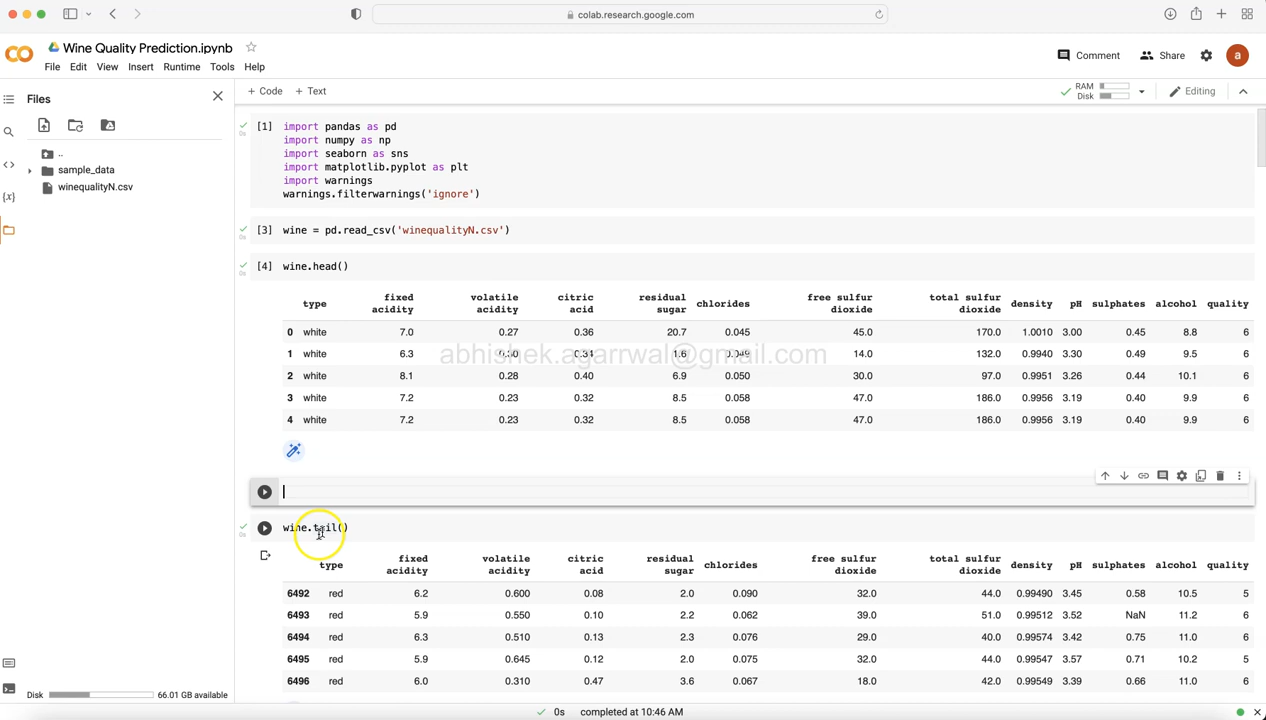 colab.research.google.com
Wine Quality Prediction.ipynb
Comment
Share
a
File Edit View Insert Runtime Tools Help
Files
+ Code + Text
RAM
Disk
Editing
..
sample_data
winequalityN.csv
{x}
[1] import pandas as pd
import numpy as np
import seaborn as sns
import matplotlib.pyplot as plt
import warnings
warnings.filterwarnings('ignore')
0s
[3] wine = pd.read_csv('winequalityN.csv')
0s
[4] wine.head()
0s
type fixed acidity volatile acidity citric acid residual sugar chlorides free sulfur dioxide total sulfur dioxide density pH sulphates alcohol quality
0 white 7.0 0.27 0.36 20.7 0.045 45.0 170.0 1.0010 3.00 0.45 8.8 6
1 white 6.3 0.30 0.34 1.6 0.049 14.0 132.0 0.9940 3.30 0.49 9.5 6
abhishek.agarrwal@gmail.com
2 white 8.1 0.28 0.40 6.9 0.050 30.0 97.0 0.9951 3.26 0.44 10.1 6
3 white 7.2 0.23 0.32 8.5 0.058 47.0 186.0 0.9956 3.19 0.40 9.9 6
4 white 7.2 0.23 0.32 8.5 0.058 47.0 186.0 0.9956 3.19 0.40 9.9 6
wine.tail()
0s
type fixed acidity volatile acidity citric acid residual sugar chlorides free sulfur dioxide total sulfur dioxide density pH sulphates alcohol quality
6492 red 6.2 0.600 0.08 2.0 0.090 32.0 44.0 0.99490 3.45 0.58 10.5 5
6493 red 5.9 0.550 0.10 2.2 0.062 39.0 51.0 0.99512 3.52 NaN 11.2 6
6494 red 6.3 0.510 0.13 2.3 0.076 29.0 40.0 0.99574 3.42 0.75 11.0 6
6495 red 5.9 0.645 0.12 2.0 0.075 32.0 44.0 0.99547 3.57 0.71 10.2 5
6496 red 6.0 0.310 0.47 3.6 0.067 18.0 42.0 0.99549 3.39 0.66 11.0 6
Disk 66.01 GB available
0s completed at 10:46 AM